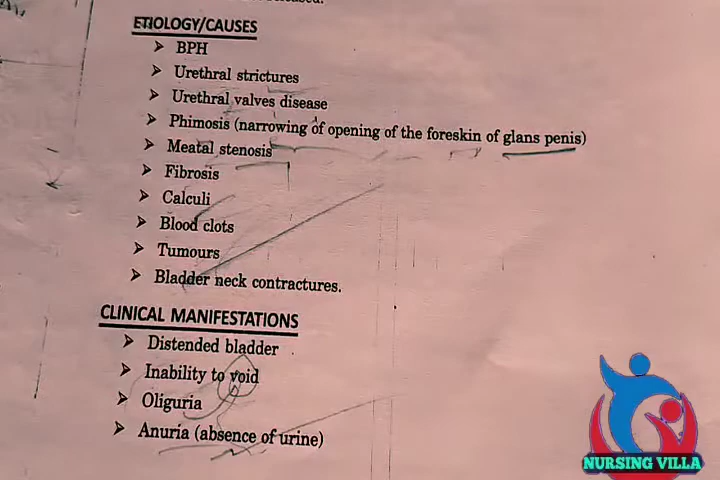 ETIOLOGY/CAUSES
➤ BPH
➤ Urethral strictures
➤ Urethral valves disease
➤ Phimosis (narrowing of opening of the foreskin of glans penis)
➤ Meatal stenosis
➤ Fibrosis
➤ Calculi
➤ Blood clots
➤ Tumours
➤ Bladder neck contractures.
CLINICAL MANIFESTATIONS
➤ Distended bladder
➤ Inability to void
➤ Oliguria
➤ Anuria (absence of urine)
NURSING VILLA